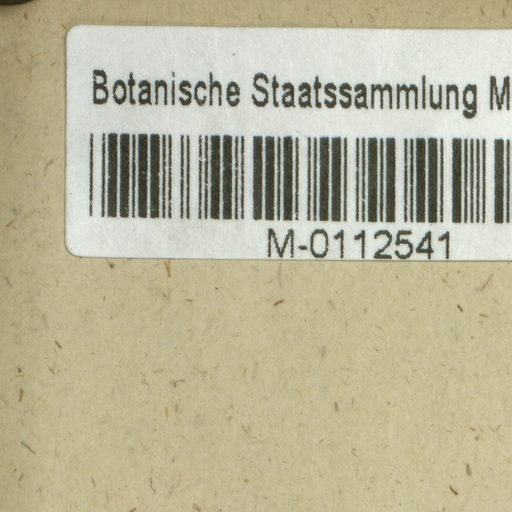 Botanische Staatssammlung M
M-0112541